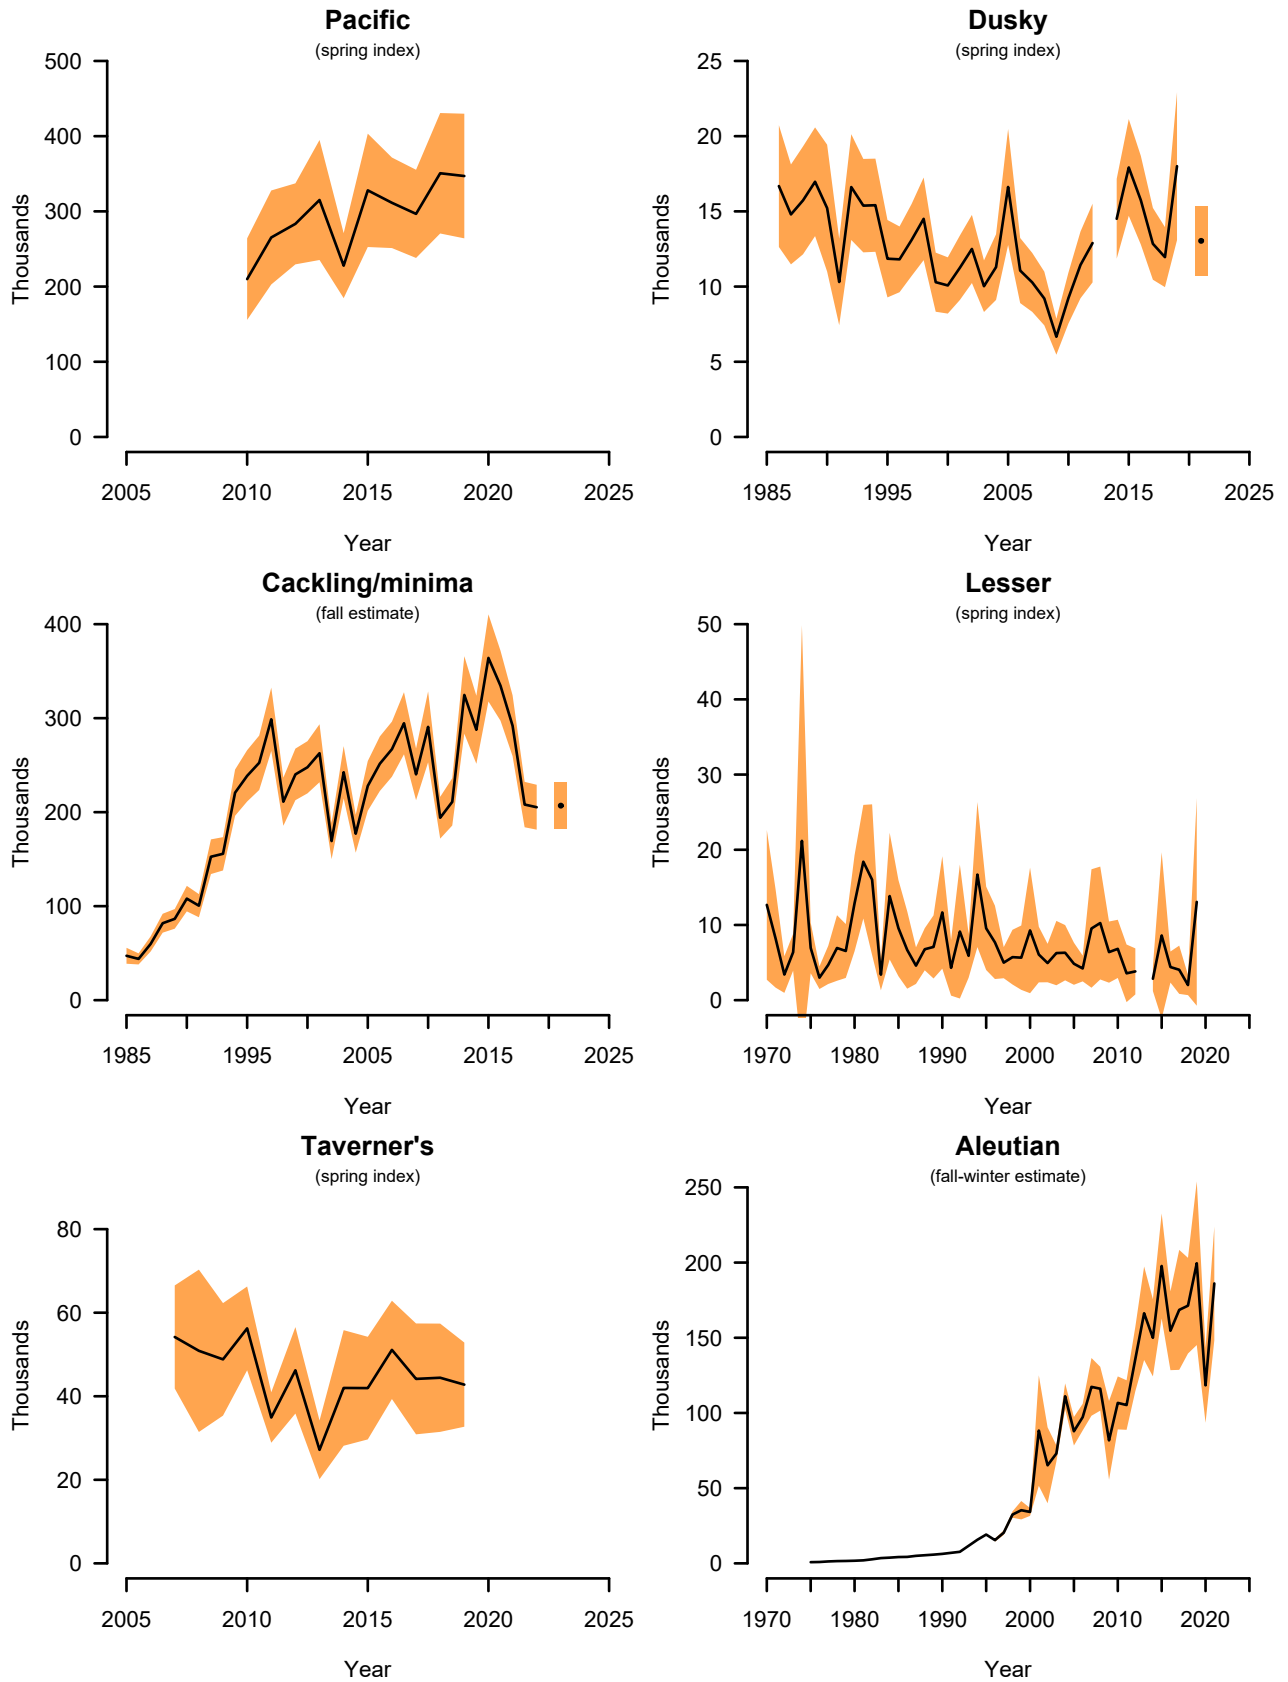 Pacific
(spring index)
500
400
300
200
100
0
Thousands
2005 2010 2015 2020 2025
Year
Dusky
(spring index)
25
20
15
10
5
0
Thousands
1985 1995 2005 2015 2025
Year
Cackling/minima
(fall estimate)
400
300
200
100
0
Thousands
1985 1995 2005 2015 2025
Year
Lesser
(spring index)
50
40
30
20
10
0
Thousands
1970 1980 1990 2000 2010 2020
Year
Taverner's
(spring index)
80
60
40
20
0
Thousands
2005 2010 2015 2020 2025
Year
Aleutian
(fall-winter estimate)
250
200
150
100
50
0
Thousands
1970 1980 1990 2000 2010 2020
Year